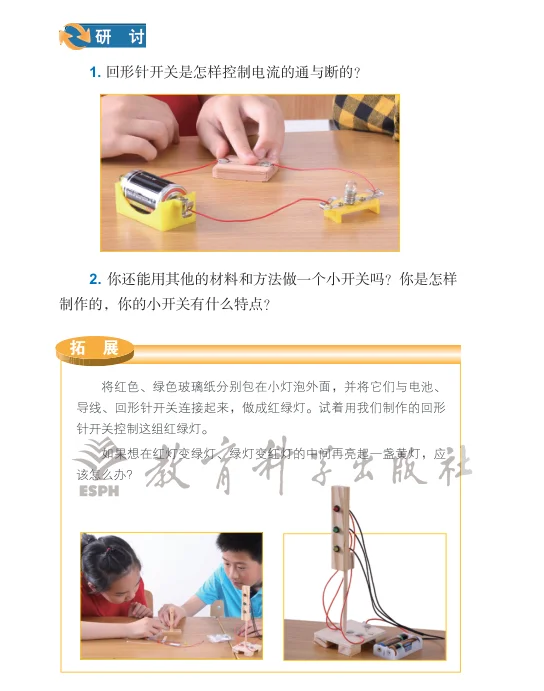 研 讨
1. 回形针开关是怎样控制电流的通与断的？
2. 你还能用其他的材料和方法做一个小开关吗？你是怎样
制作的，你的小开关有什么特点？
拓 展
将红色、绿色玻璃纸分别包在小灯泡外面，并将它们与电池、
导线、回形针开关连接起来，做成红绿灯。试着用我们制作的回形
针开关控制这组红绿灯。
如果想在红灯变绿灯、绿灯变红灯的中间再亮起一盏黄灯，应
该怎么办？
ESPH 教育科学出版社